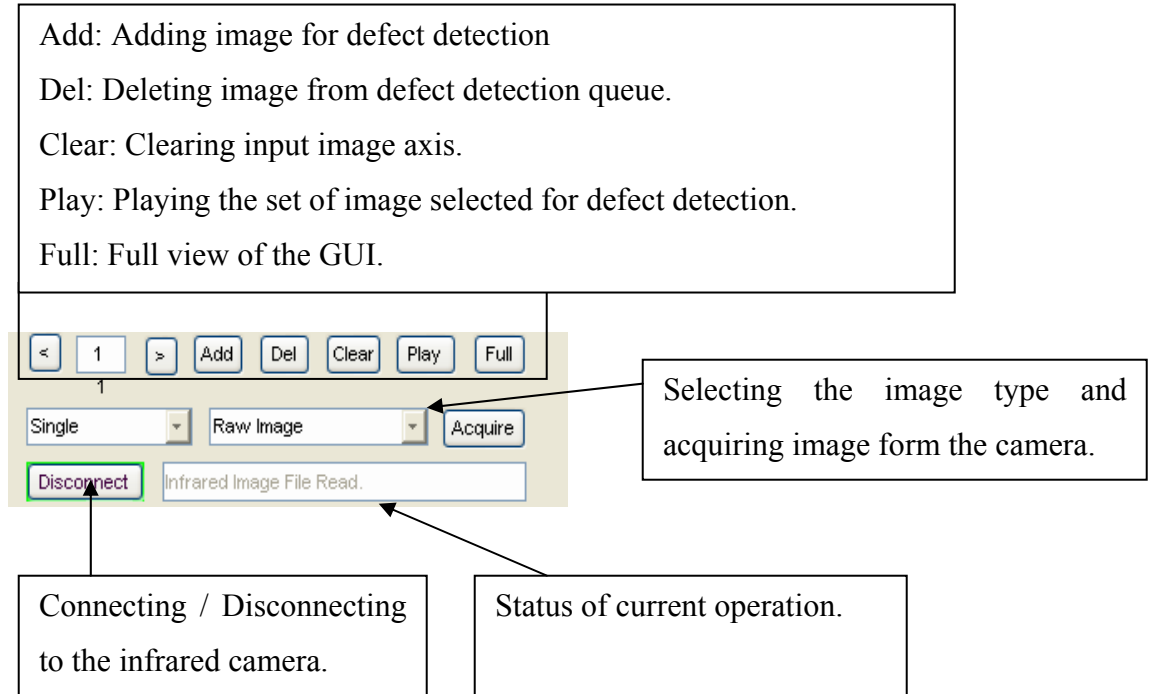 Add: Adding image for defect detection
Del: Deleting image from defect detection queue.
Clear: Clearing input image axis.
Play: Playing the set of image selected for defect detection.
Full: Full view of the GUI.
< 1 > Add Del Clear Play Full
1
Single Raw Image Acquire
Disconnect Infrared Image File Read.
Selecting the image type and
acquiring image form the camera.
Connecting / Disconnecting
to the infrared camera.
Status of current operation.